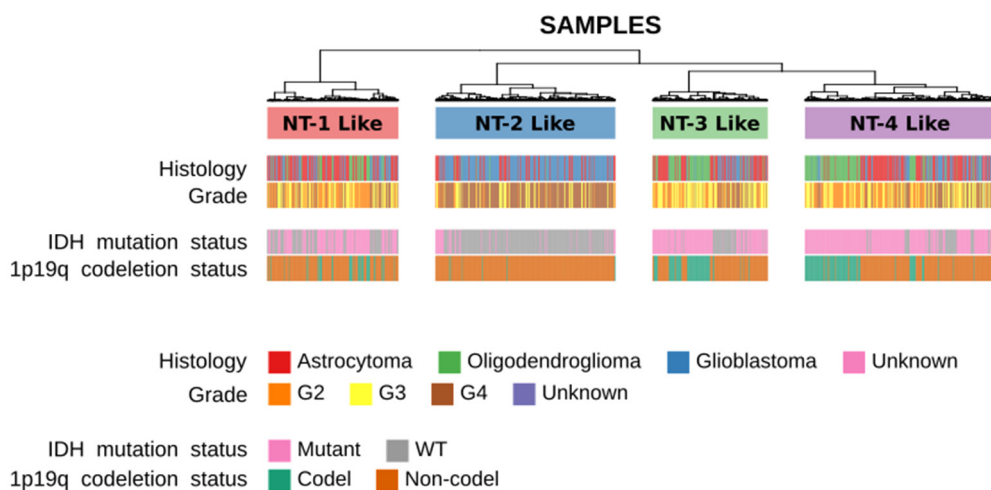 SAMPLES
NT-1 Like NT-2 Like NT-3 Like NT-4 Like
Histology
Grade
IDH mutation status
1p19q codeletion status
Histology Astrocytoma Oligodendroglioma Glioblastoma Unknown
Grade G2 G3 G4 Unknown
IDH mutation status Mutant WT
1p19q codeletion status Codel Non-codel